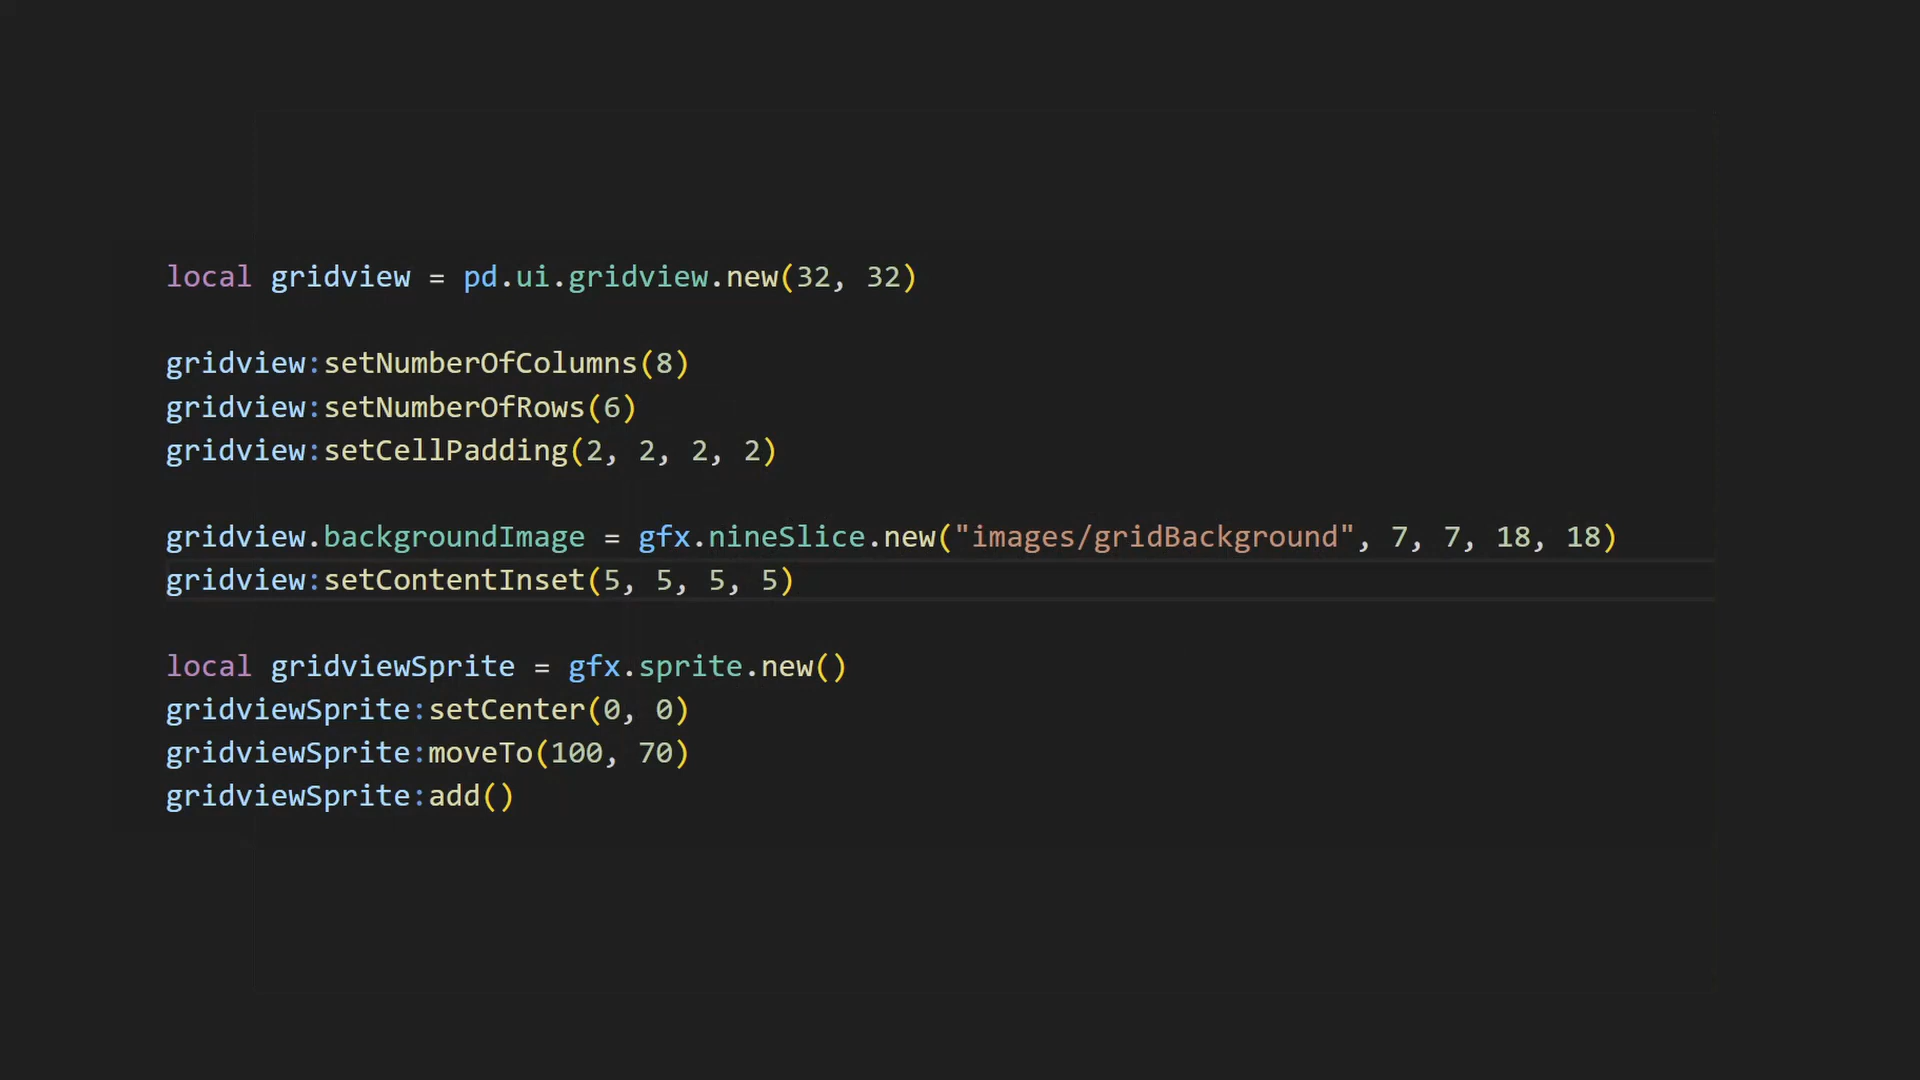 local gridview = pd.ui.gridview.new(32, 32)
gridview:setNumberOfColumns(8)
gridview:setNumberOfRows(6)
gridview:setCellPadding(2, 2, 2, 2)
gridview.backgroundImage = gfx.nineSlice.new("images/gridBackground", 7, 7, 18, 18)
gridview:setContentInset(5, 5, 5, 5)
local gridviewSprite = gfx.sprite.new()
gridviewSprite:setCenter(0, 0)
gridviewSprite:moveTo(100, 70)
gridviewSprite:add()